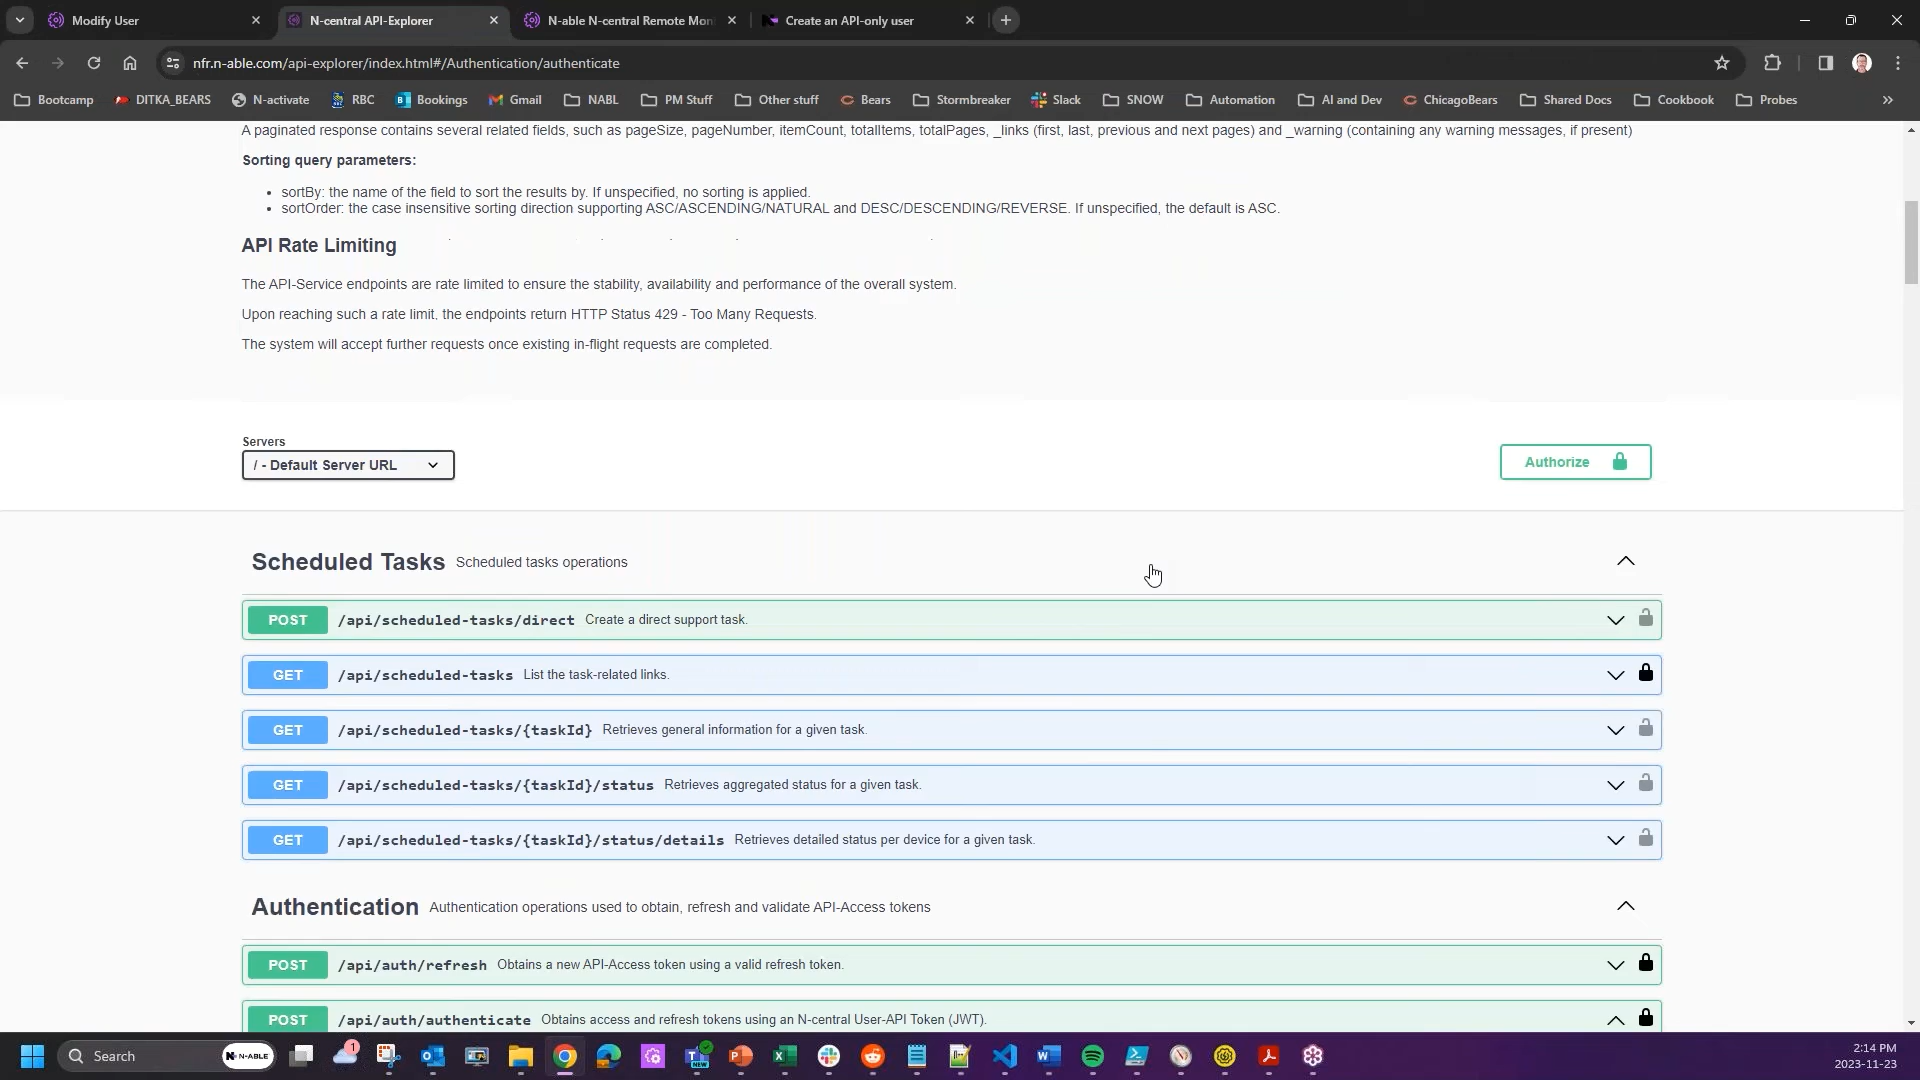 Modify User
N-central API-Explorer
N-able N-central Remote Mon
Create an API-only user
nfr.n-able.com/api-explorer/index.html#/Authentication/authenticate
Bootcamp
DITKA_BEARS
N-activate
RBC
Bookings
Gmail
NABL
PM Stuff
Other stuff
Bears
Stormbreaker
Slack
SNOW
Automation
AI and Dev
ChicagoBears
Shared Docs
Cookbook
Probes
A paginated response contains several related fields, such as pageSize, pageNumber, itemCount, totalItems, totalPages, _links (first, last, previous and next pages) and _warning (containing any warning messages, if present)
Sorting query parameters:
• sortBy: the name of the field to sort the results by. If unspecified, no sorting is applied.
• sortOrder: the case insensitive sorting direction supporting ASC/ASCENDING/NATURAL and DESC/DESCENDING/REVERSE. If unspecified, the default is ASC.
API Rate Limiting
The API-Service endpoints are rate limited to ensure the stability, availability and performance of the overall system.
Upon reaching such a rate limit, the endpoints return HTTP Status 429 - Too Many Requests.
The system will accept further requests once existing in-flight requests are completed.
Servers
/ - Default Server URL
Authorize
Scheduled Tasks Scheduled tasks operations
POST /api/scheduled-tasks/direct Create a direct support task.
GET /api/scheduled-tasks List the task-related links.
GET /api/scheduled-tasks/{taskId} Retrieves general information for a given task.
GET /api/scheduled-tasks/{taskId}/status Retrieves aggregated status for a given task.
GET /api/scheduled-tasks/{taskId}/status/details Retrieves detailed status per device for a given task.
Authentication Authentication operations used to obtain, refresh and validate API-Access tokens
POST /api/auth/refresh Obtains a new API-Access token using a valid refresh token.
POST /api/auth/authenticate Obtains access and refresh tokens using an N-central User-API Token (JWT).
Search
N-ABLE
1
NEW
2:14 PM
2023-11-23